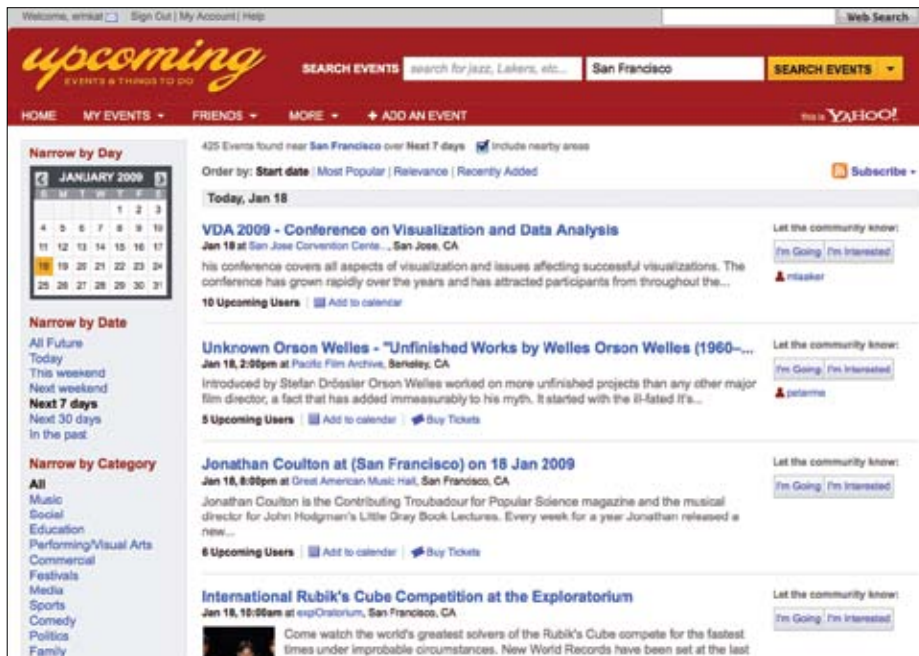 Welcome, erinkat Sign Out | My Account | Help
Web Search
upcoming
EVENTS & THINGS TO DO
SEARCH EVENTS search for jazz, Lakers, etc... San Francisco SEARCH EVENTS
HOME MY EVENTS FRIENDS MORE + ADD AN EVENT this is YAHOO!
Narrow by Day
JANUARY 2009
S M T W T F S
1 2 3
4 5 6 7 8 9 10
11 12 13 14 15 16 17
18 19 20 21 22 23 24
25 26 27 28 29 30 31
Narrow by Date
All Future
Today
This weekend
Next weekend
Next 7 days
Next 30 days
In the past
Narrow by Category
All
Music
Social
Education
Performing/Visual Arts
Commercial
Festivals
Media
Sports
Comedy
Politics
Family
425 Events found near San Francisco over Next 7 days Include nearby areas
Order by: Start date | Most Popular | Relevance | Recently Added
Subscribe
Today, Jan 18
VDA 2009 - Conference on Visualization and Data Analysis
Jan 18 at San Jose Convention Cente..., San Jose, CA
his conference covers all aspects of visualization and issues affecting successful visualizations. The
conference has grown rapidly over the years and has attracted participants from throughout the...
10 Upcoming Users | Add to calendar
Let the community know:
I'm Going I'm Interested
mlaaker
Unknown Orson Welles - "Unfinished Works by Welles Orson Welles (1960–...
Jan 18, 2:00pm at Pacific Film Archive, Berkeley, CA
Introduced by Stefan Drössler Orson Welles worked on more unfinished projects than any other major
film director, a fact that has added immeasurably to his myth. It started with the ill-fated It's...
5 Upcoming Users | Add to calendar | Buy Tickets
Let the community know:
I'm Going I'm Interested
peterme
Jonathan Coulton at (San Francisco) on 18 Jan 2009
Jan 18, 8:00pm at Great American Music Hall, San Francisco, CA
Jonathan Coulton is the Contributing Troubadour for Popular Science magazine and the musical
director for John Hodgman's Little Gray Book Lectures. Every week for a year Jonathan released a
new...
6 Upcoming Users | Add to calendar | Buy Tickets
Let the community know:
I'm Going I'm Interested
International Rubik's Cube Competition at the Exploratorium
Jan 18, 10:00am at explOratorium, San Francisco, CA
Come watch the world's greatest solvers of the Rubik's Cube compete for the fastest
times under improbable circumstances. New World Records have been set at the last
Let the community know:
I'm Going I'm Interested